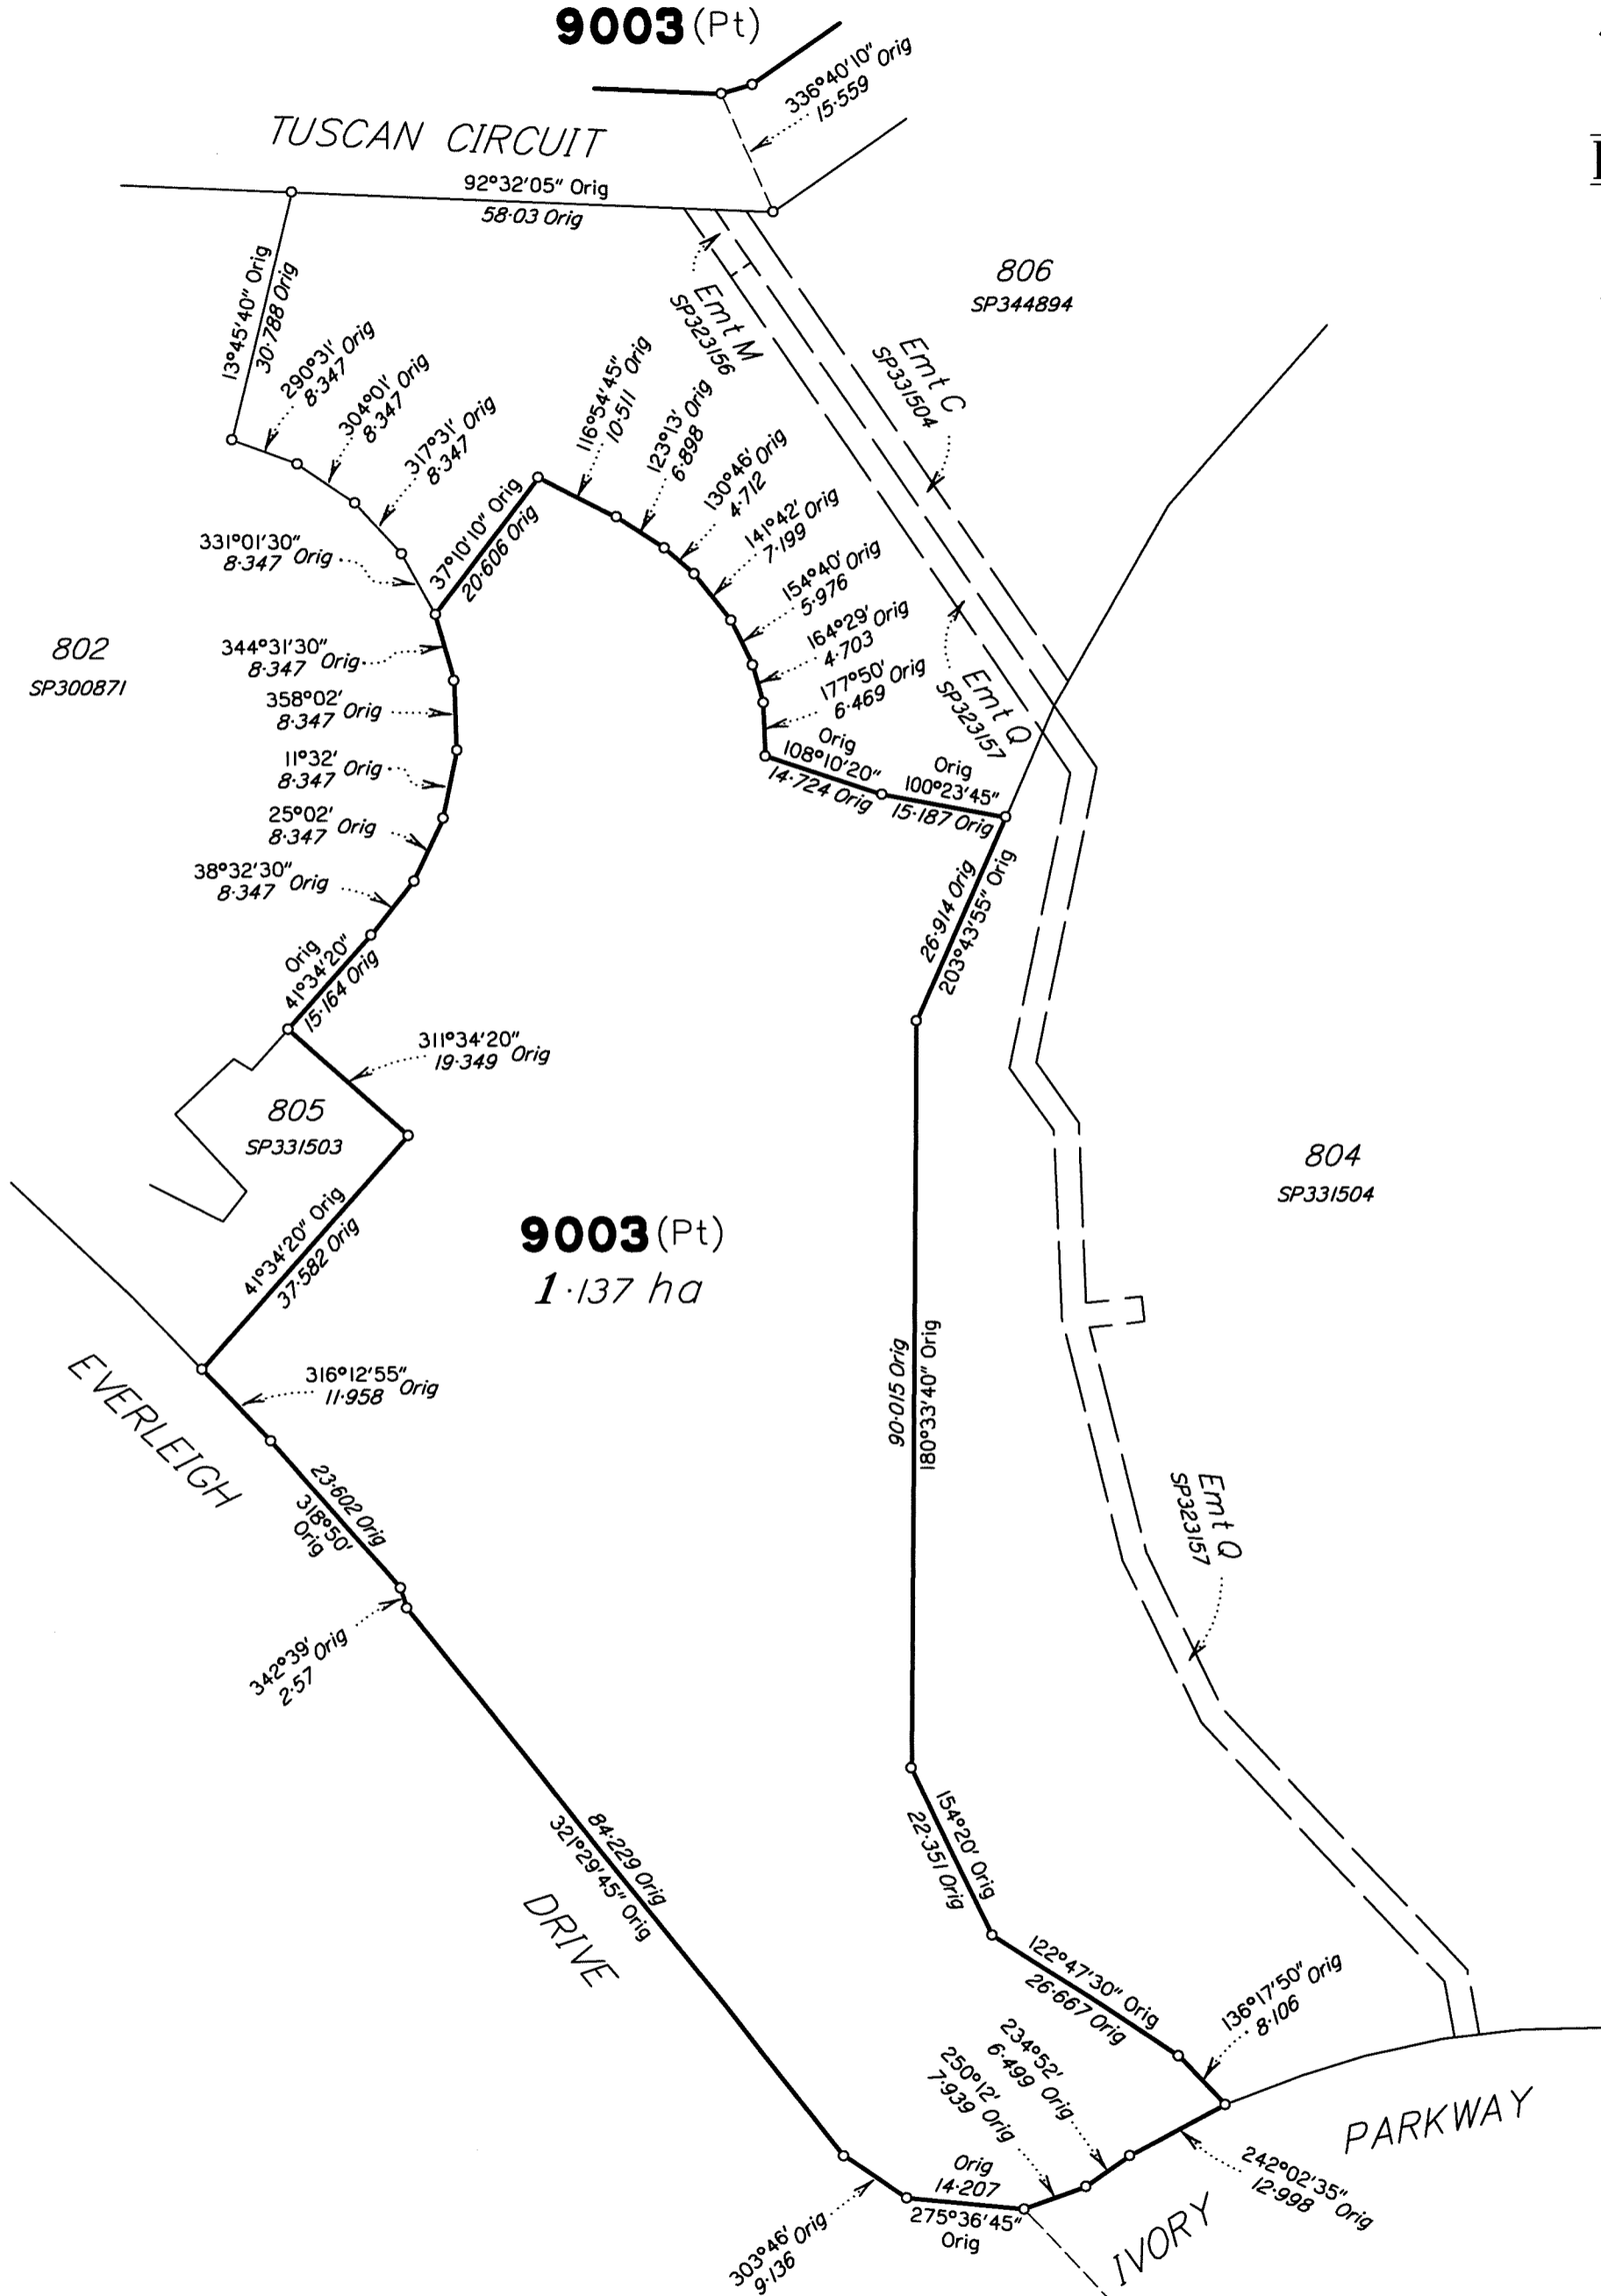 9003 (Pt)
336°40'10" Orig
15·559
TUSCAN CIRCUIT
92°32'05" Orig
58·03 Orig
13°45'40" Orig
30·788 Orig
806
SP344894
290°31' Orig
8·347
304°01' Orig
8·347
317°31' Orig
8·347
331°01'30" Orig
8·347
Emt M
SP323156
Emt C
SP331504
116°54'45" Orig
10·511
123°13' Orig
6·898
130°46' Orig
4·712
141°42' Orig
7·199
154°40' Orig
5·976
164°29' Orig
4·703
177°50' Orig
6·469
37°10'10" Orig
20·606 Orig
802
SP300871
344°31'30"
8·347 Orig
358°02'
8·347 Orig
11°32'
8·347 Orig
25°02'
8·347 Orig
38°32'30"
8·347 Orig
Emt Q
SP323157
Orig
108°10'20"
14·724 Orig
Orig
100°23'45"
15·187 Orig
26·914 Orig
203°43'55" Orig
Orig
41°34'20"
15·164 Orig
311°34'20"
19·349 Orig
805
SP331503
804
SP331504
9003 (Pt)
1·137 ha
41°34'20" Orig
37·582 Orig
90·015 Orig
180°33'40" Orig
316°12'55"
11·958 Orig
EVERLEIGH
23·602 Orig
318°50'
Orig
342°39' Orig
2·57
Emt Q
SP323157
84·229 Orig
321°29'45" Orig
DRIVE
154°20' Orig
22·351 Orig
122°47'30" Orig
26·667 Orig
136°17'50" Orig
8·106
234°52'
6·499 Orig
250°12'
7·939 Orig
242°02'35"
12·998 Orig
PARKWAY
IVORY
Orig
14·207
275°36'45"
Orig
303°46' Orig
9·136